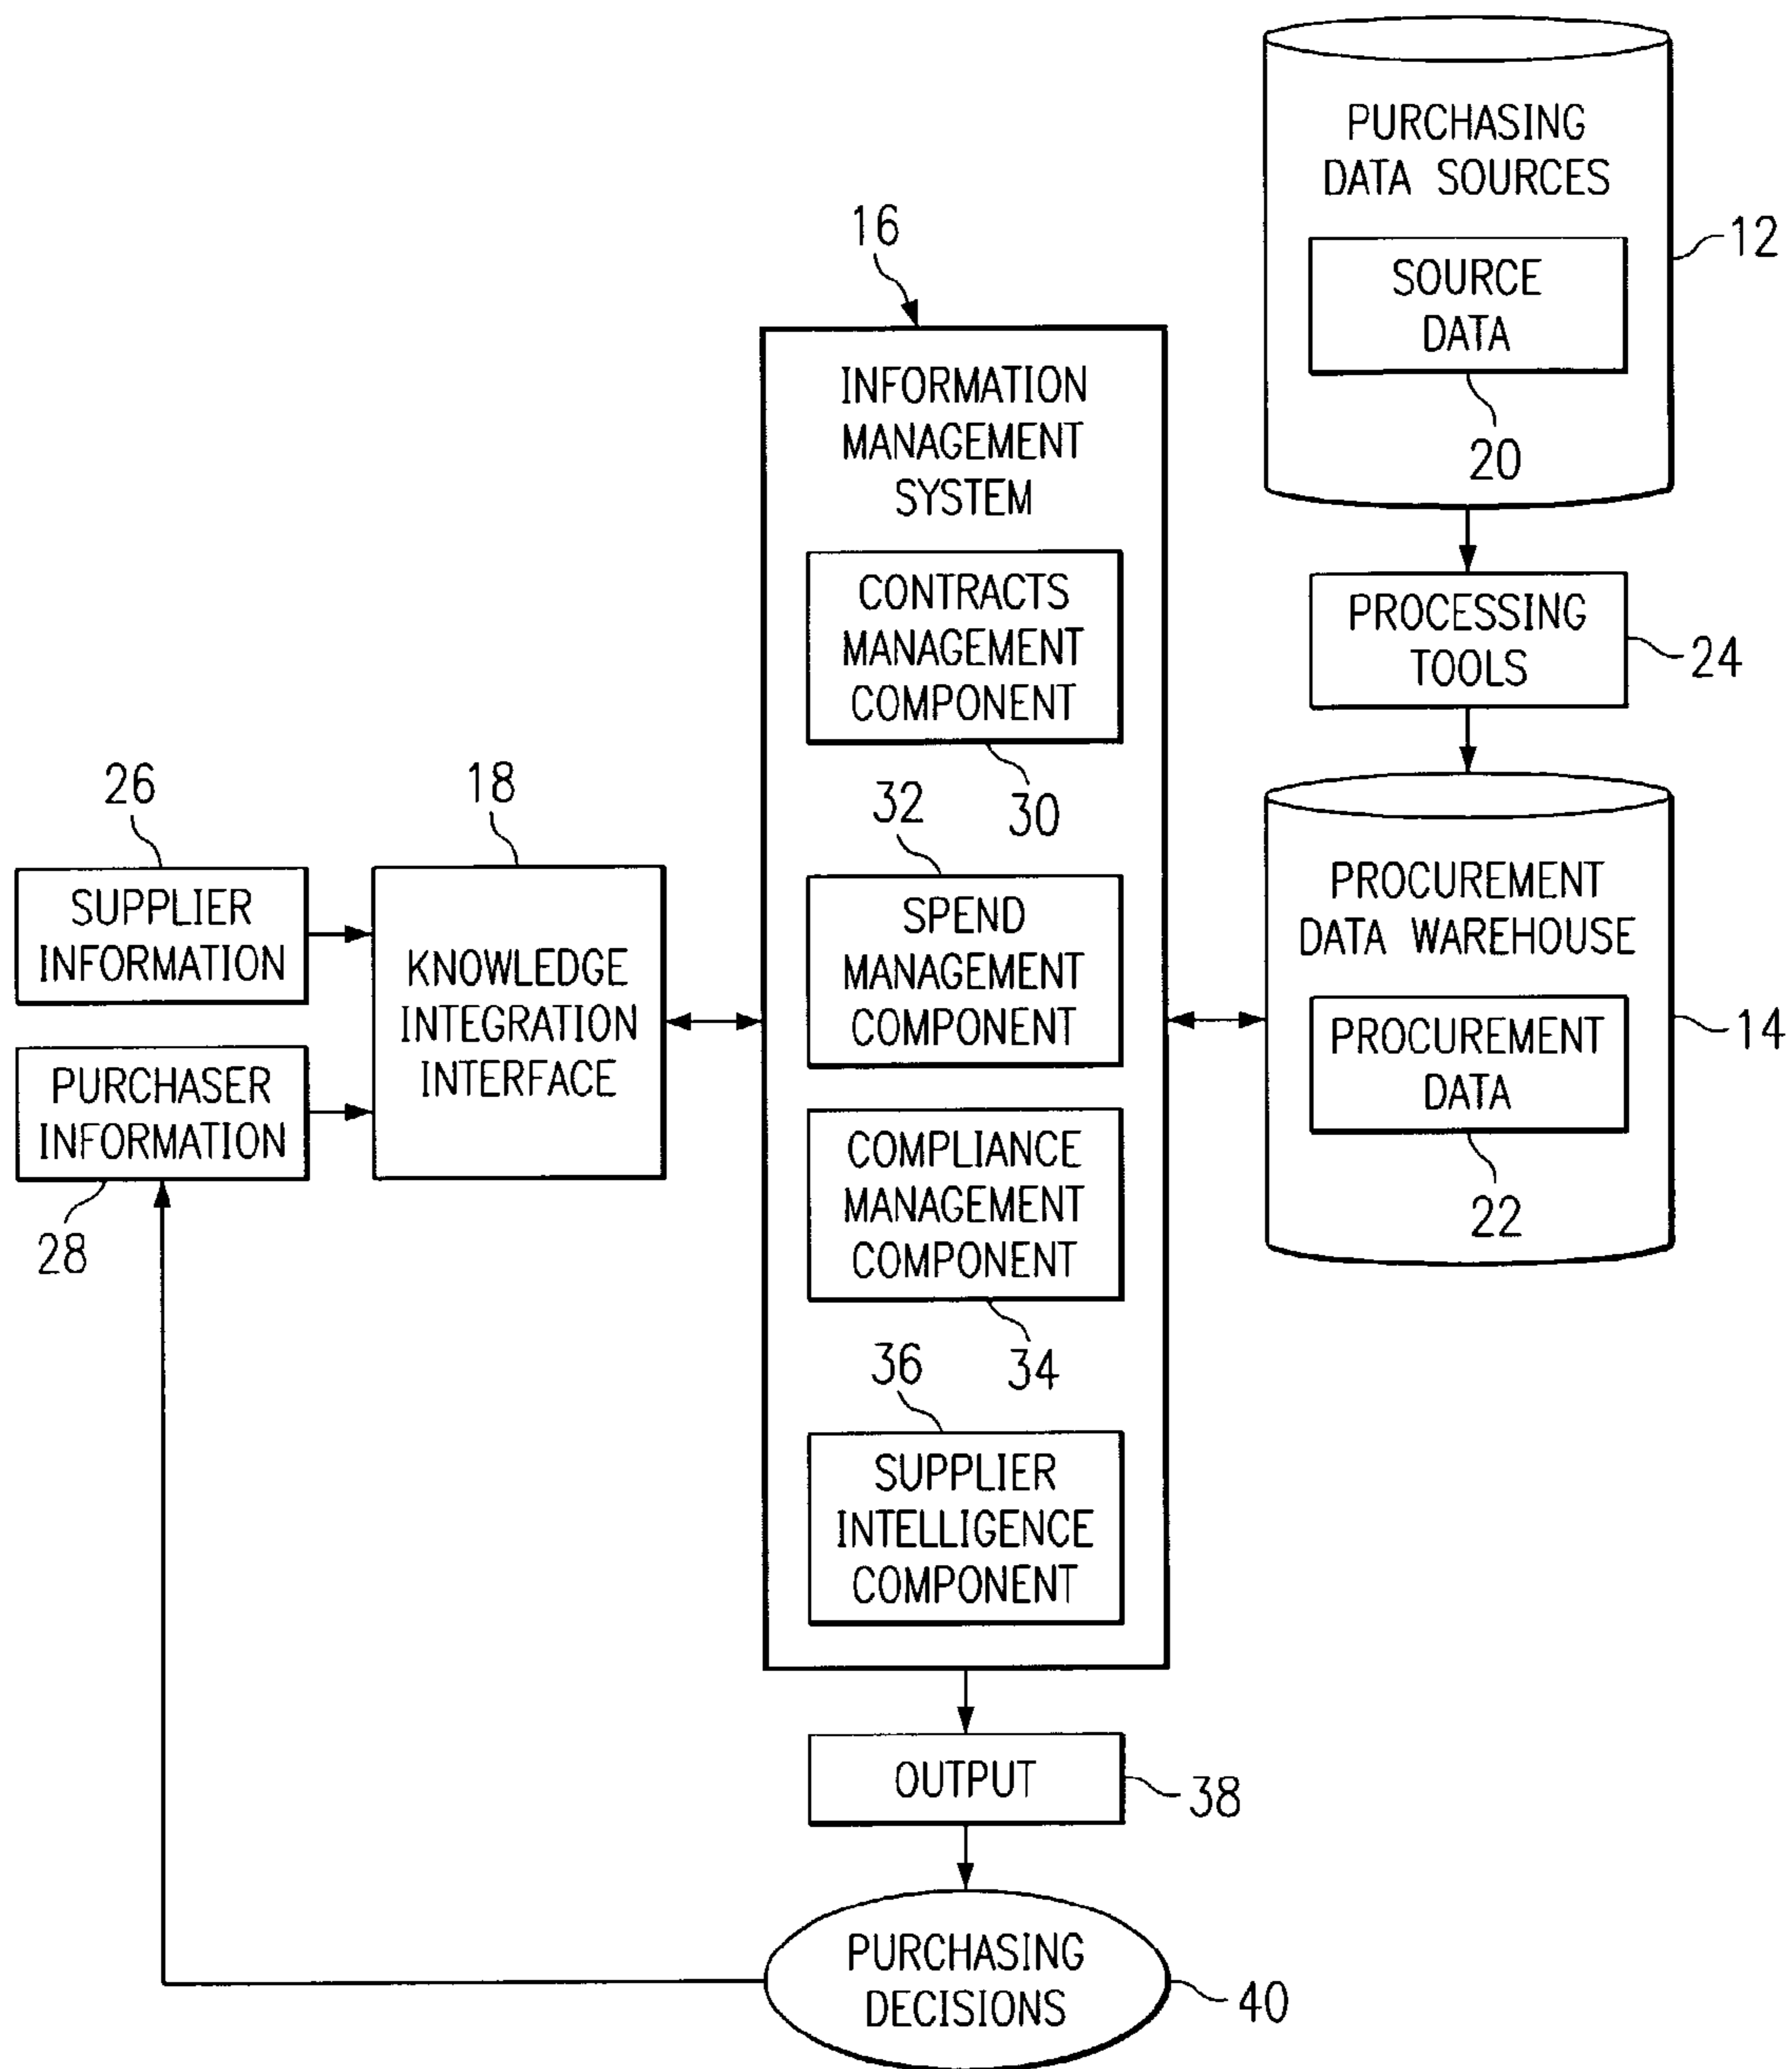 PURCHASING
DATA SOURCES
12
SOURCE
DATA
20
16
INFORMATION
MANAGEMENT
SYSTEM
CONTRACTS
MANAGEMENT
COMPONENT
30
PROCESSING
TOOLS
24
26
SUPPLIER
INFORMATION
18
KNOWLEDGE
INTEGRATION
INTERFACE
PURCHASER
INFORMATION
28
32
SPEND
MANAGEMENT
COMPONENT
PROCUREMENT
DATA WAREHOUSE
14
PROCUREMENT
DATA
22
COMPLIANCE
MANAGEMENT
COMPONENT
34
36
SUPPLIER
INTELLIGENCE
COMPONENT
OUTPUT
38
PURCHASING
DECISIONS
40